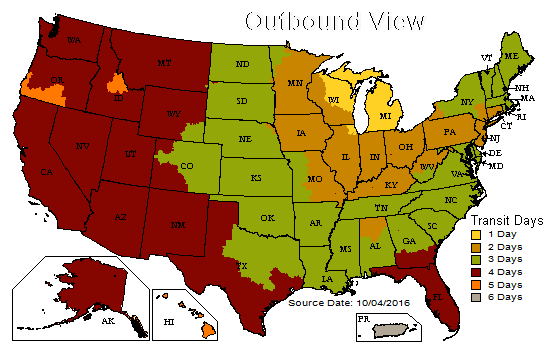 Outbound View
WA
MT
ND
MN
VT
ME
OR
ID
SD
WI
MI
NY
NH
MA
WY
RI
CT
NE
IA
IL
IN
OH
PA
NJ
NV
UT
CO
MO
WV
VA
DE
MD
CA
KS
KY
AZ
NM
OK
AR
TN
NC
SC
MS
AL
GA
TX
LA
FL
AK
HI
PR
Transit Days
1 Day
2 Days
3 Days
4 Days
5 Days
6 Days
Source Date: 10/04/2016